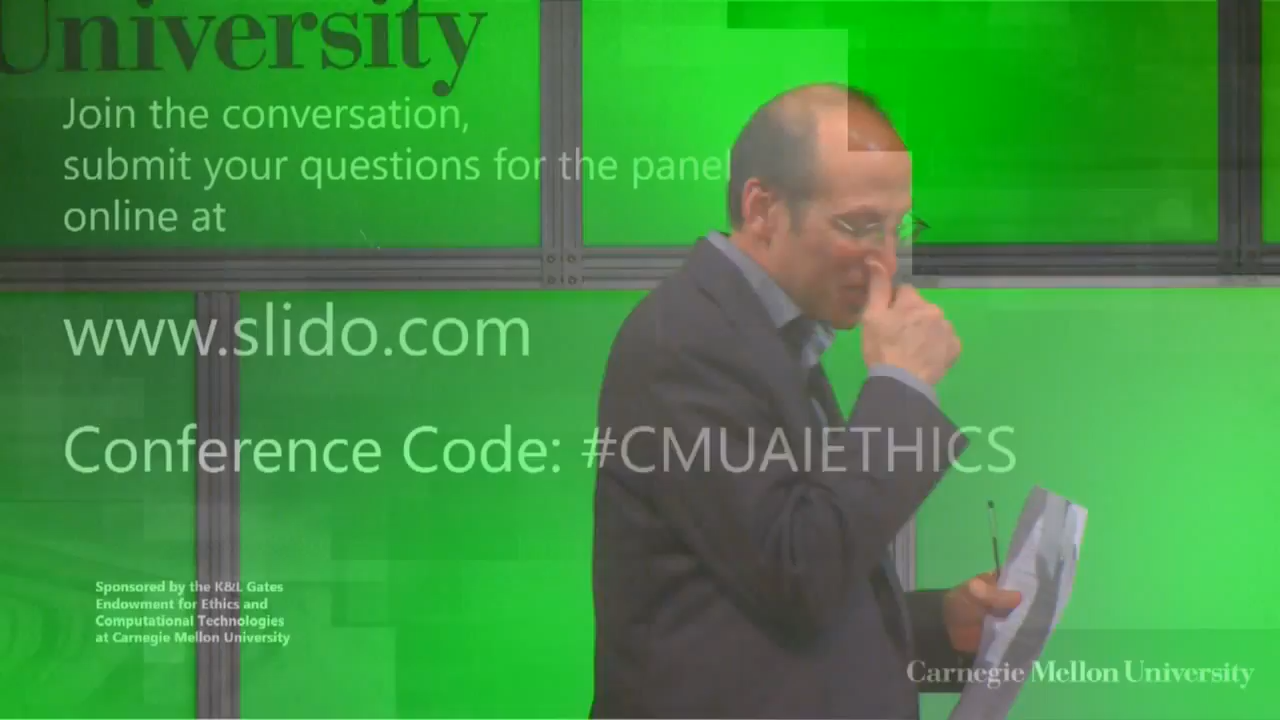 University
Join the conversation,
submit your questions for the panel
online at
www.slido.com
Conference Code: #CMUAIETHICS
Sponsored by the K&L Gates
Endowment for Ethics and
Computational Technologies
at Carnegie Mellon University
Carnegie Mellon University